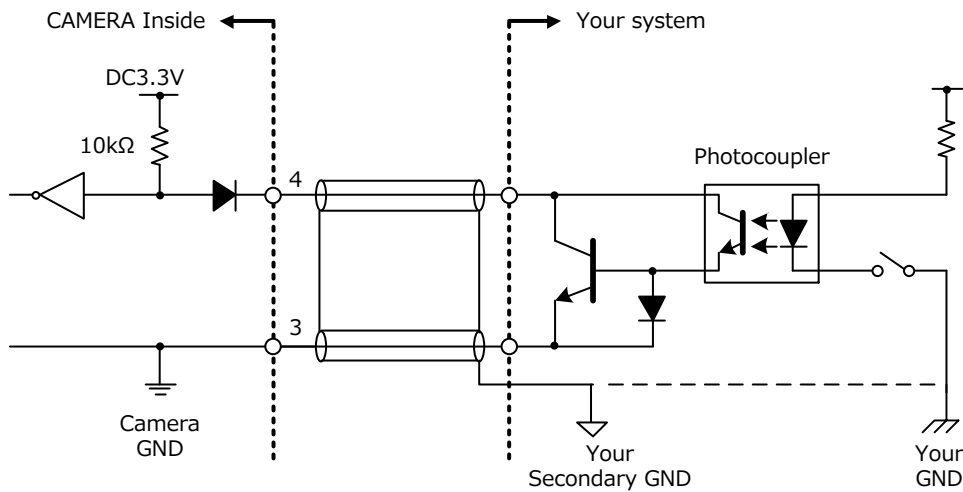 CAMERA Inside
Your system
DC3.3V
10kΩ
Photocoupler
4
3
Camera
GND
Your
Secondary GND
Your
GND